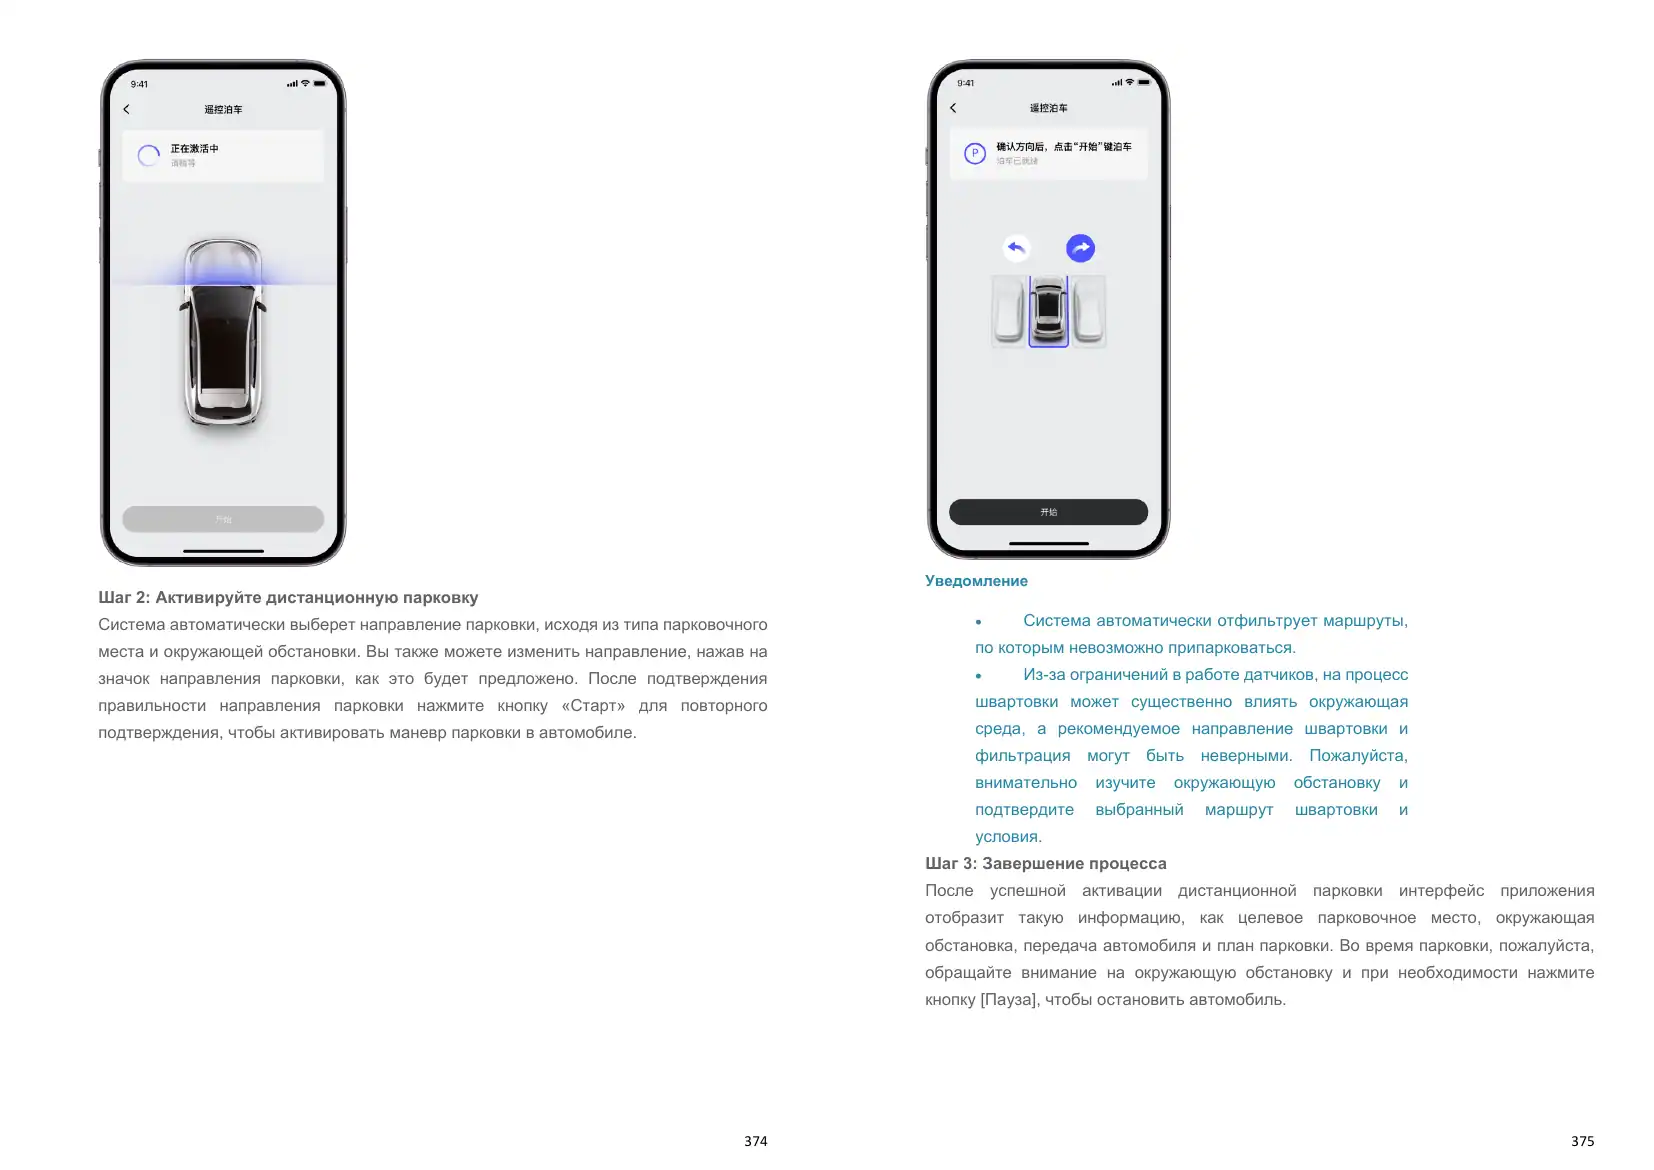 9:41
遥控泊车
正在激活中
请稍等
开始
Шаг 2: Активируйте дистанционную парковку
Система автоматически выберет направление парковки, исходя из типа парковочного
места и окружающей обстановки. Вы также можете изменить направление, нажав на
значок направления парковки, как это будет предложено. После подтверждения
правильности направления парковки нажмите кнопку «Старт» для повторного
подтверждения, чтобы активировать маневр парковки в автомобиле.
374
9:41
遥控泊车
P
确认方向后，点击“开始”键泊车
泊车已就绪
开始
Уведомление
• Система автоматически отфильтрует маршруты,
по которым невозможно припарковаться.
• Из-за ограничений в работе датчиков, на процесс
швартовки может существенно влиять окружающая
среда, а рекомендуемое направление швартовки и
фильтрация могут быть неверными. Пожалуйста,
внимательно изучите окружающую обстановку и
подтвердите выбранный маршрут швартовки и
условия.
Шаг 3: Завершение процесса
После успешной активации дистанционной парковки интерфейс приложения
отобразит такую информацию, как целевое парковочное место, окружающая
обстановка, передача автомобиля и план парковки. Во время парковки, пожалуйста,
обращайте внимание на окружающую обстановку и при необходимости нажмите
кнопку [Пауза], чтобы остановить автомобиль.
375